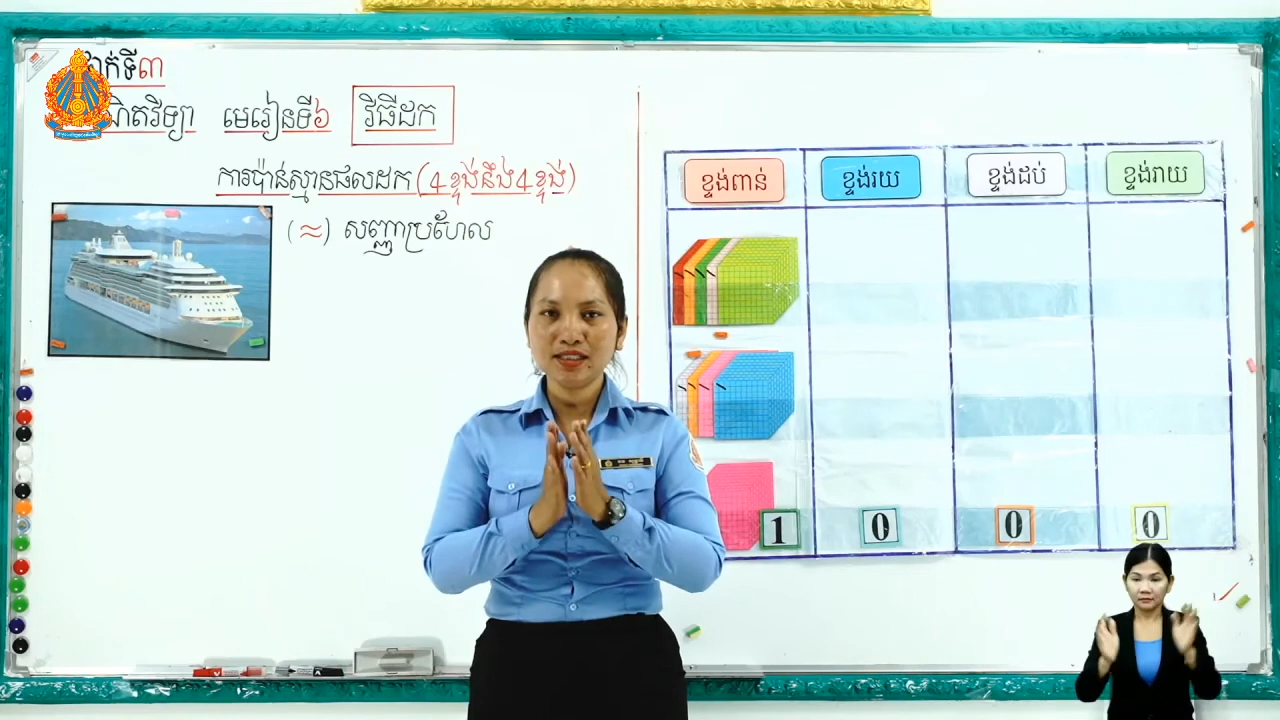 ថ្នាក់ទី៣
គណិតវិទ្យា មេរៀនទី៦ វិធីដក
ការប៉ាន់ស្មានផលដក (4 ខ្ទង់នឹង 4 ខ្ទង់)
(≈) សញ្ញាប្រហែល
ខ្ទង់ពាន់ ខ្ទង់រយ ខ្ទង់ដប់ ខ្ទង់រាយ
1 0 0 0